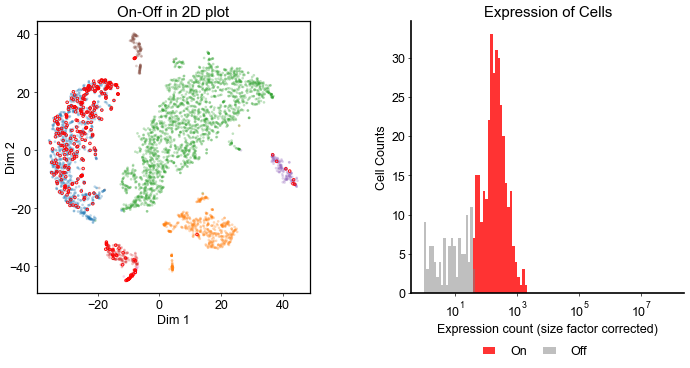 On-Off in 2D plot
Dim 2
40
20
0
−20
−40
−20
0
20
40
Dim 1
Expression of Cells
Cell Counts
30
25
20
15
10
5
0
10^1
10^3
10^5
10^7
Expression count (size factor corrected)
On
Off